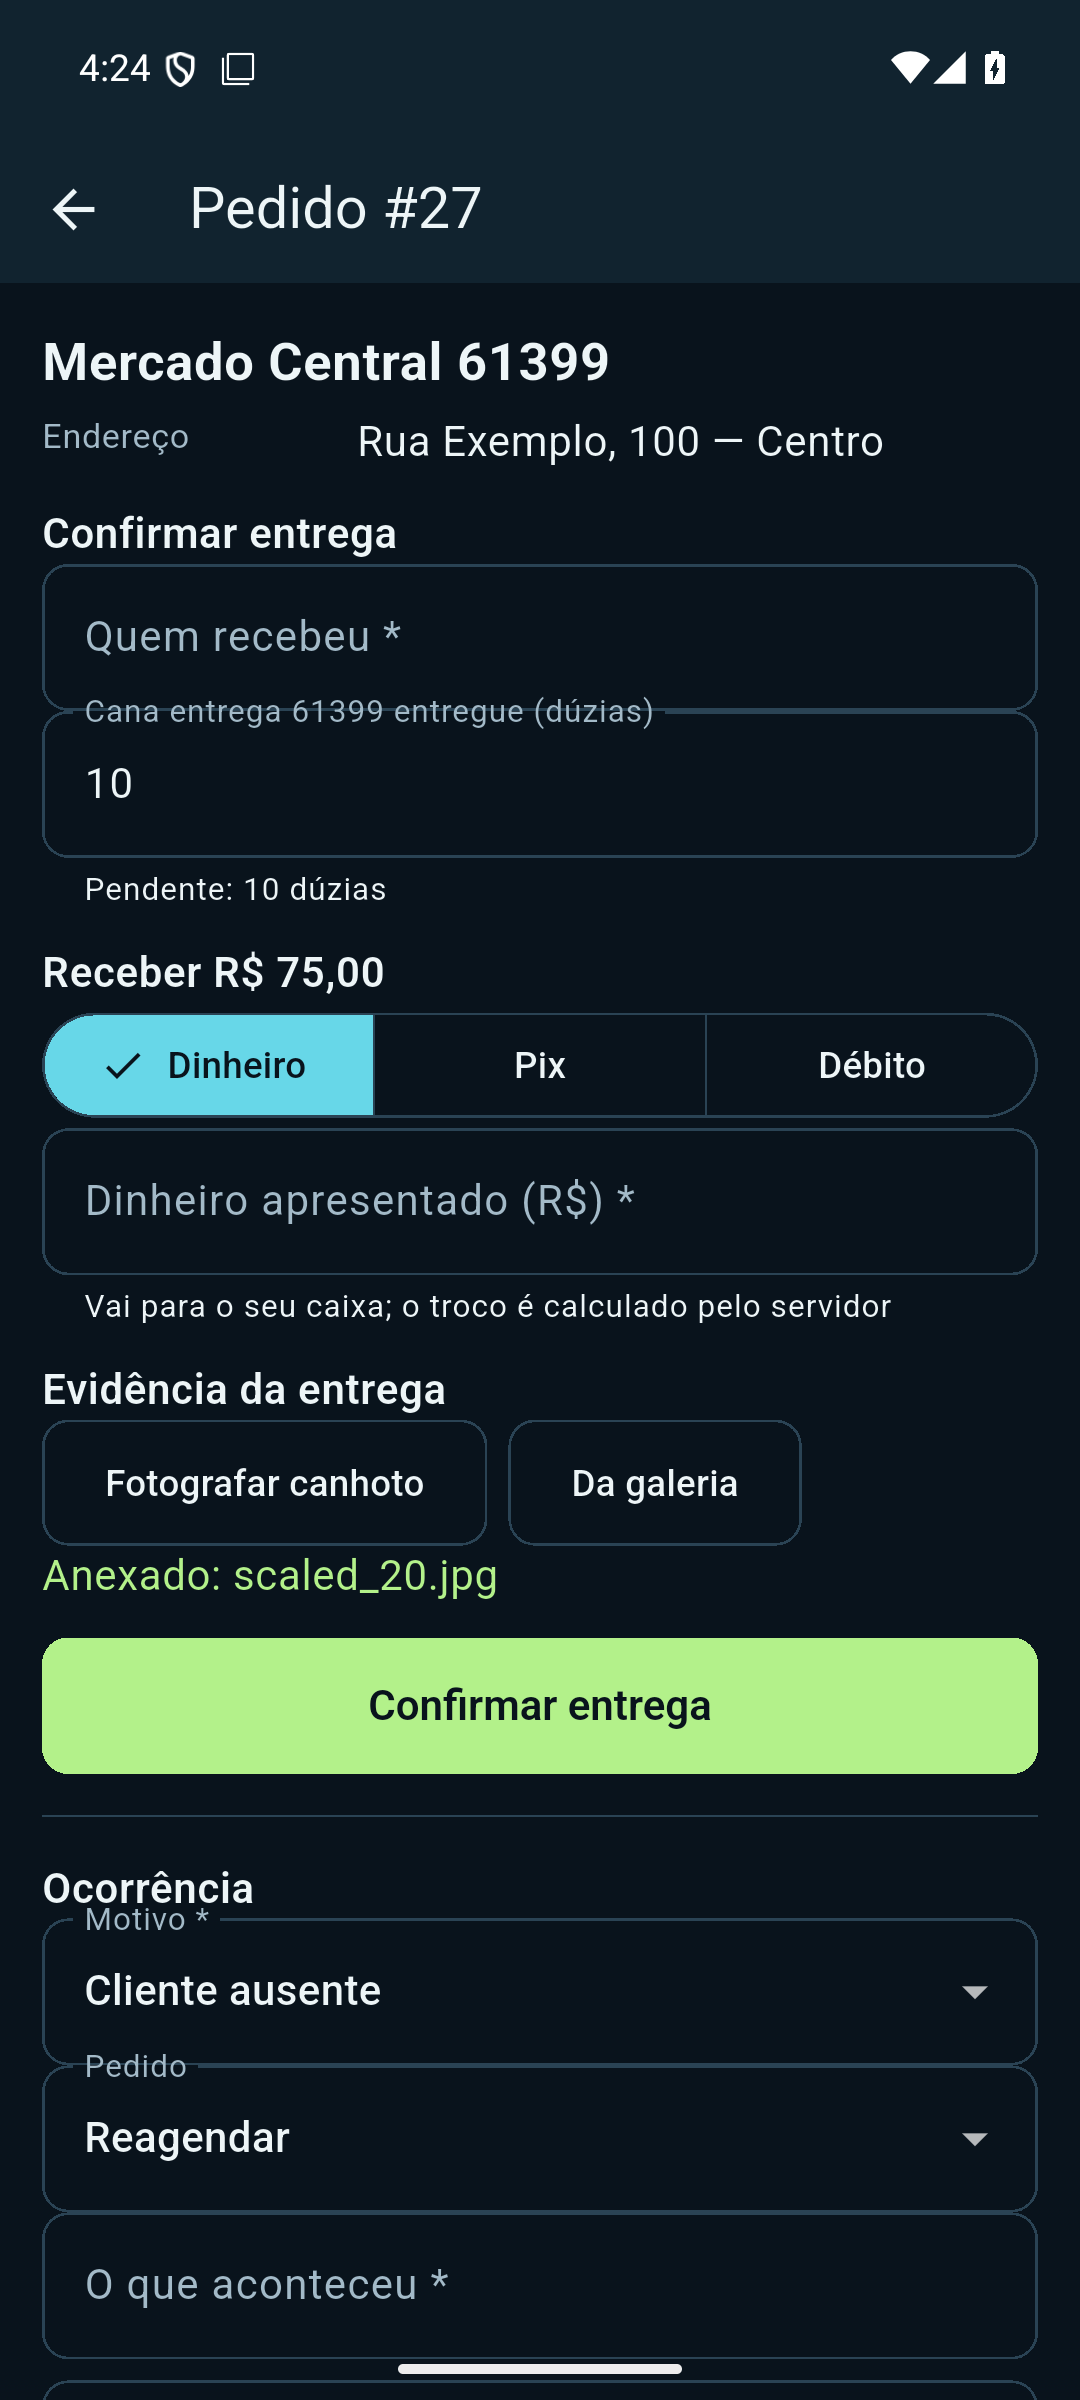 4:24
Pedido #27
Mercado Central 61399
Endereço Rua Exemplo, 100 — Centro
Confirmar entrega
Quem recebeu *
Cana entrega 61399 entregue (dúzias)
10
Pendente: 10 dúzias
Receber R$ 75,00
Dinheiro Pix Débito
Dinheiro apresentado (R$) *
Vai para o seu caixa; o troco é calculado pelo servidor
Evidência da entrega
Fotografar canhoto Da galeria
Anexado: scaled_20.jpg
Confirmar entrega
Ocorrência
Motivo *
Cliente ausente
Pedido
Reagendar
O que aconteceu *